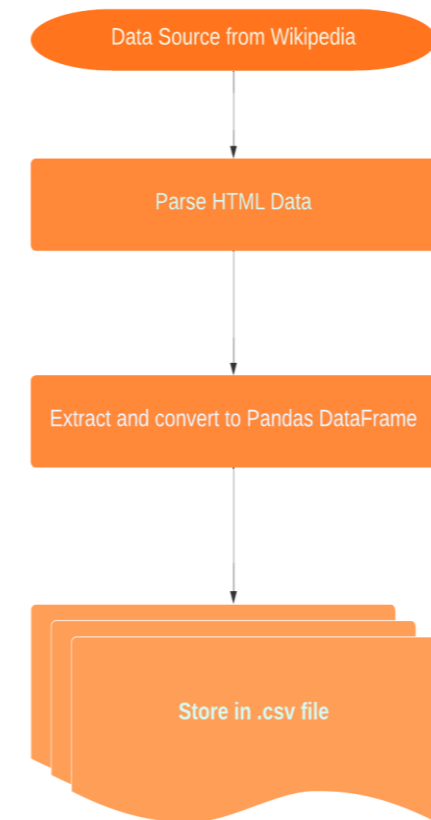 Data Source from Wikipedia
Parse HTML Data
Extract and convert to Pandas DataFrame
Store in .csv file